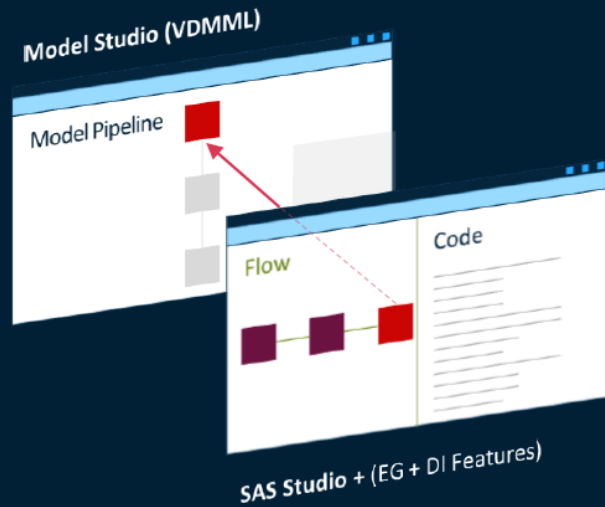 Model Studio (VDMML)
Model Pipeline
Flow
Code
SAS Studio + (EG + DI Features)